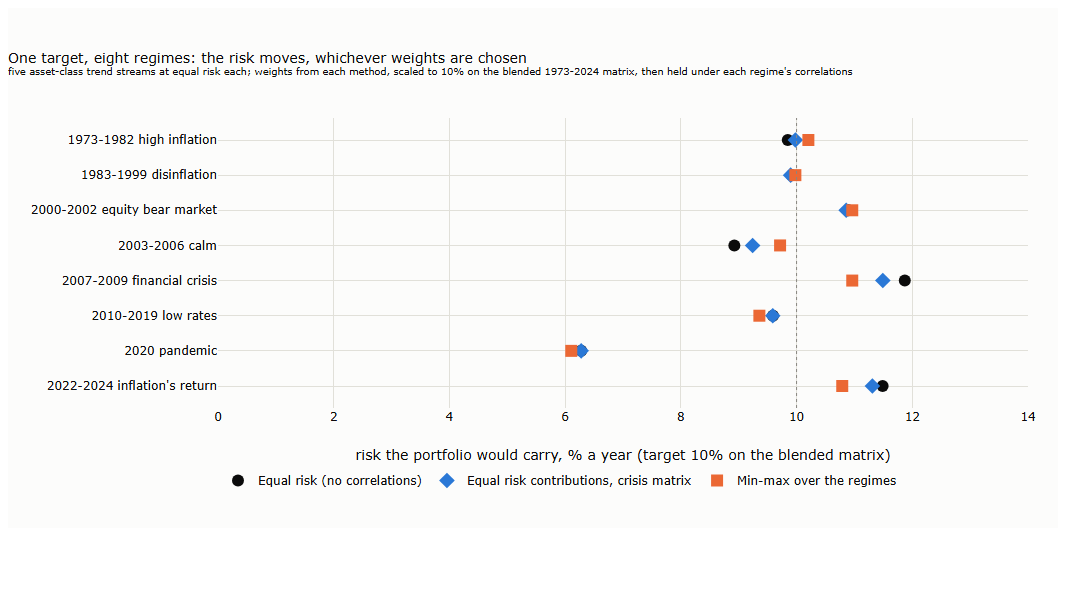 One target, eight regimes: the risk moves, whichever weights are chosen
five asset-class trend streams at equal risk each; weights from each method, scaled to 10% on the blended 1973-2024 matrix, then held under each regime's correlations
1973-1982 high inflation
1983-1999 disinflation
2000-2002 equity bear market
2003-2006 calm
2007-2009 financial crisis
2010-2019 low rates
2020 pandemic
2022-2024 inflation's return
0 2 4 6 8 10 12 14
risk the portfolio would carry, % a year (target 10% on the blended matrix)
Equal risk (no correlations) Equal risk contributions, crisis matrix Min-max over the regimes